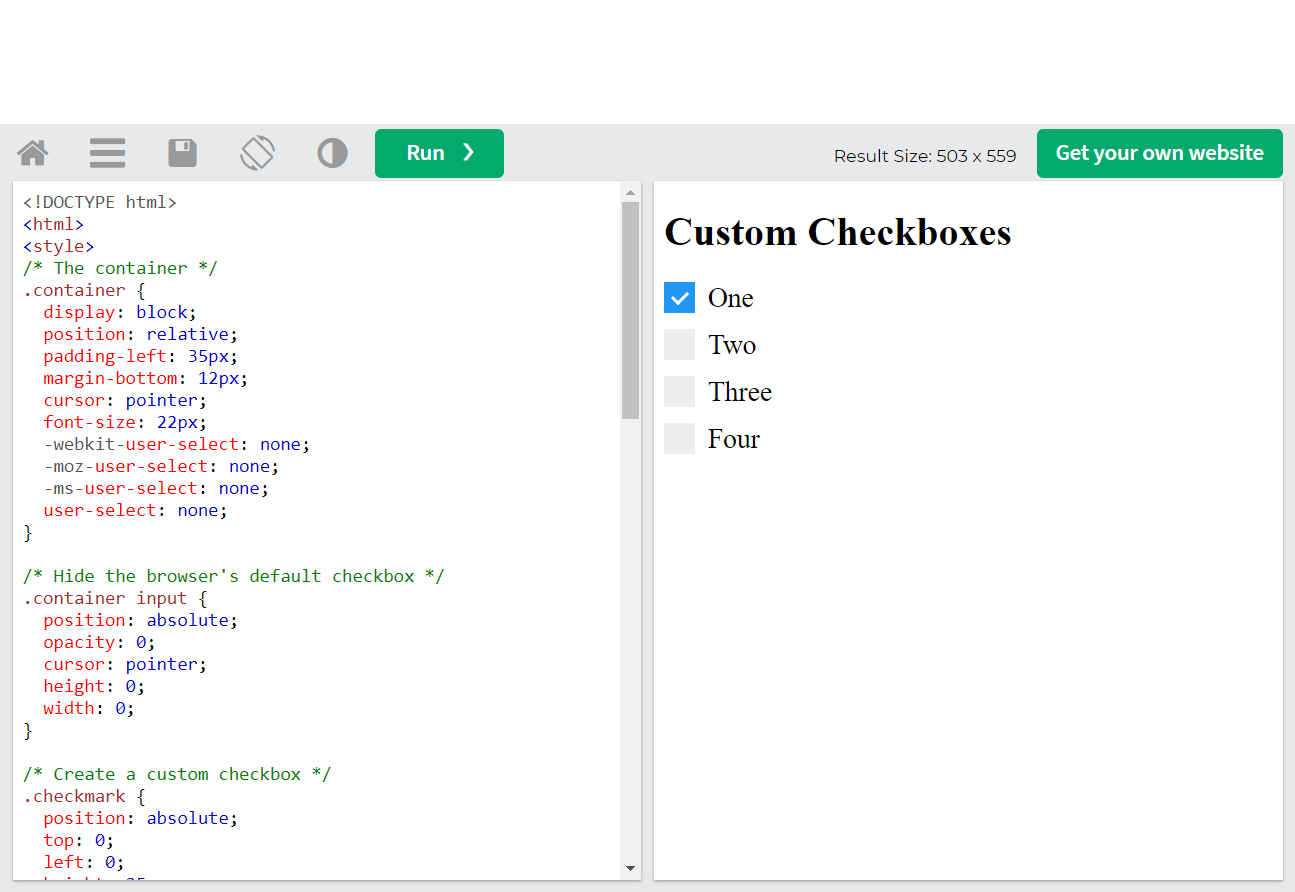 Run ❯
Result Size: 503 x 559
Get your own website
<!DOCTYPE html>
<html>
<style>
/* The container */
.container {
  display: block;
  position: relative;
  padding-left: 35px;
  margin-bottom: 12px;
  cursor: pointer;
  font-size: 22px;
  -webkit-user-select: none;
  -moz-user-select: none;
  -ms-user-select: none;
  user-select: none;
}

/* Hide the browser's default checkbox */
.container input {
  position: absolute;
  opacity: 0;
  cursor: pointer;
  height: 0;
  width: 0;
}

/* Create a custom checkbox */
.checkmark {
  position: absolute;
  top: 0;
  left: 0;
Custom Checkboxes
One
Two
Three
Four